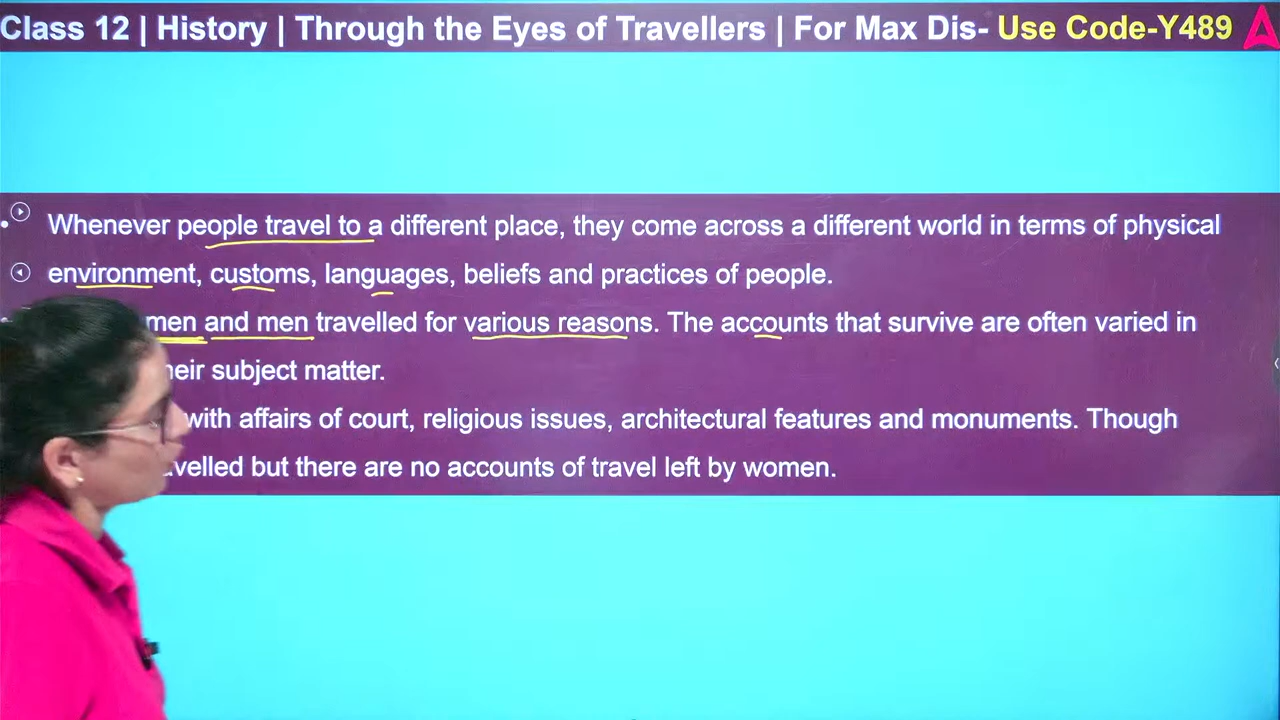 Class 12 | History | Through the Eyes of Travellers | For Max Dis- Use Code-Y489
• Whenever people travel to a different place, they come across a different world in terms of physical
environment, customs, languages, beliefs and practices of people.
men and men travelled for various reasons. The accounts that survive are often varied in
heir subject matter.
with affairs of court, religious issues, architectural features and monuments. Though
avelled but there are no accounts of travel left by women.